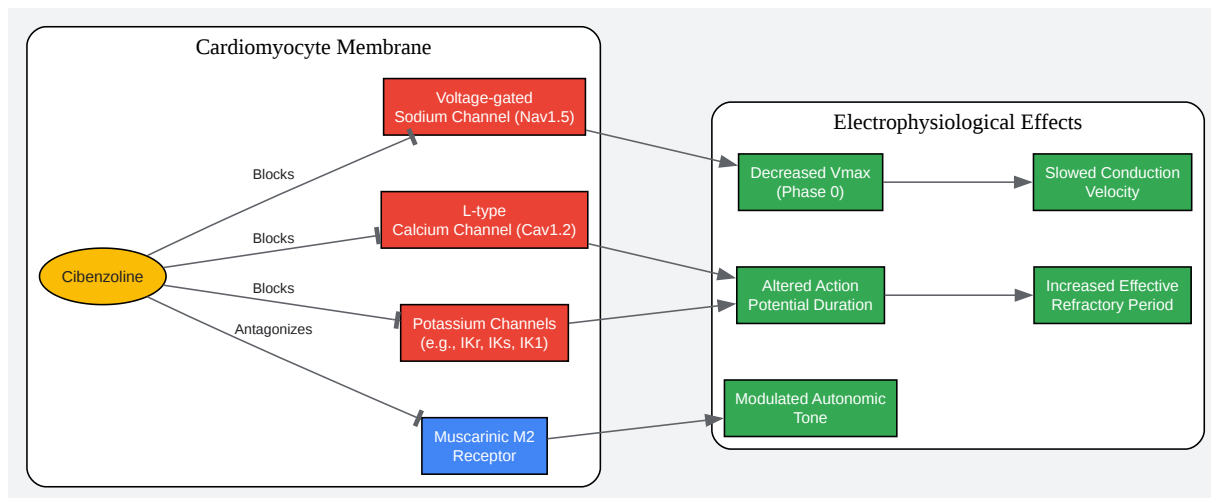 Cardiomyocyte Membrane
Voltage-gated
Sodium Channel (Nav1.5)
Blocks
L-type
Calcium Channel (Cav1.2)
Blocks
Cibenzoline
Blocks
Potassium Channels
(e.g., IKr, IKs, IK1)
Antagonizes
Muscarinic M2
Receptor
Electrophysiological Effects
Decreased Vmax
(Phase 0)
Slowed Conduction
Velocity
Altered Action
Potential Duration
Increased Effective
Refractory Period
Modulated Autonomic
Tone